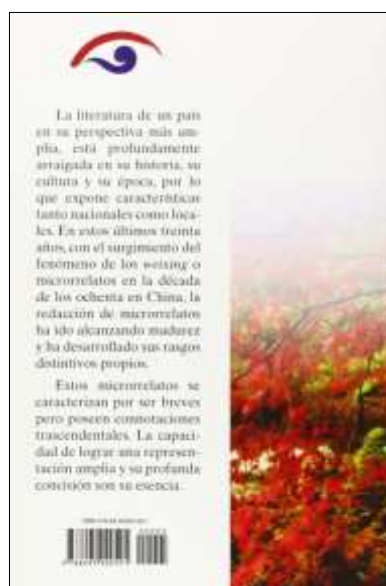 La literatura de un país
en su perspectiva más am-
plia, está profundamente
arraigada en su historia, su
cultura y su época, por lo
que expone características
tanto nacionales como loca-
les. En estos últimos treinta
años, con el surgimiento del
fenómeno de los weixing o
microrrelatos en la década
de los ochenta en China, la
redacción de microrrelatos
ha ido alcanzando madurez
y ha desarrollado sus rasgos
distintivos propios.
Estos microrrelatos se
caracterizan por ser breves
pero poseen connotaciones
trascendentales. La capaci-
dad de lograr una represen-
tación amplia y su profunda
concisión son su esencia.